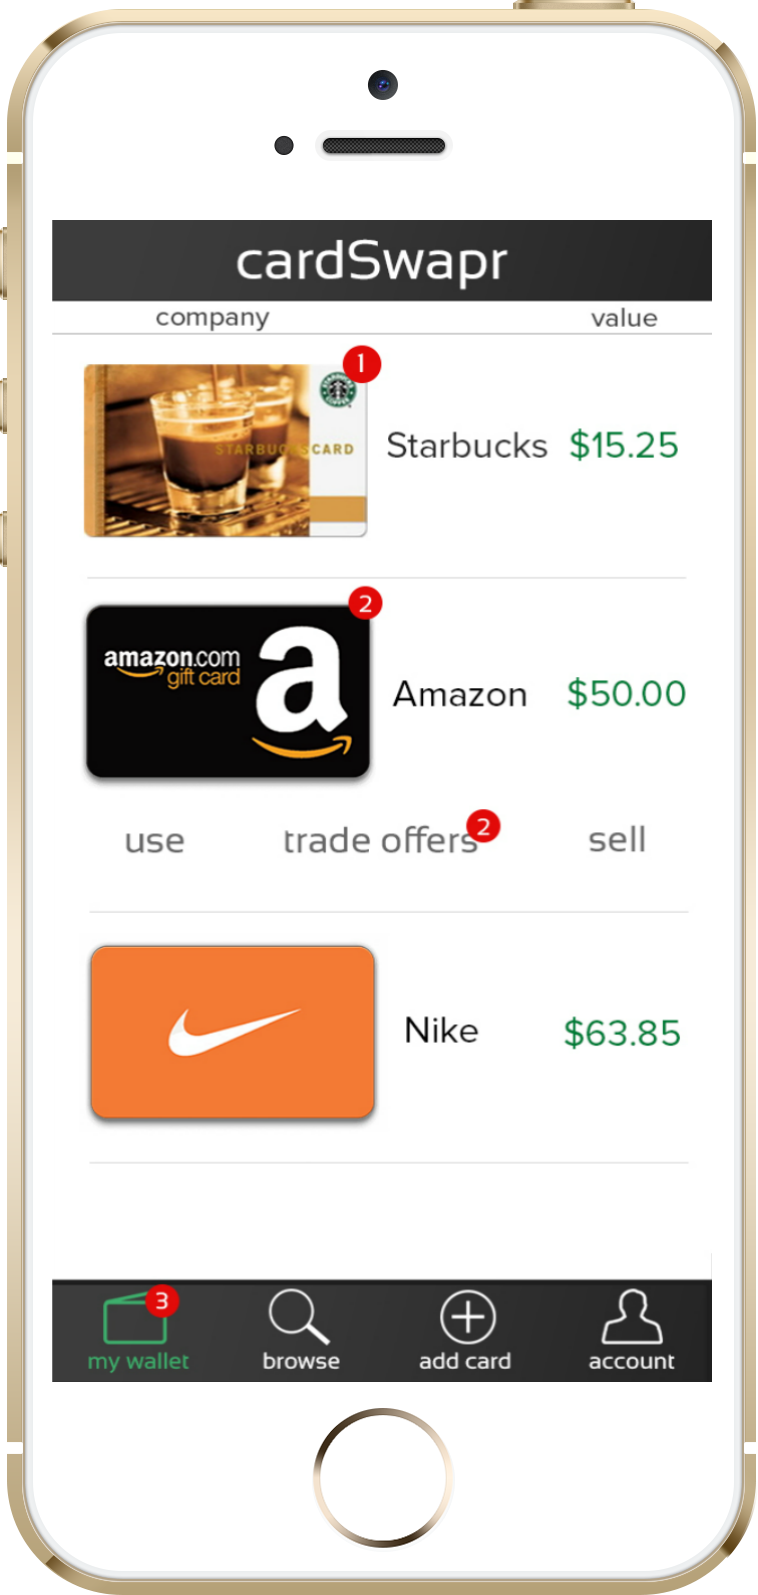 cardSwapr
company value
1
STARBUCKS CARD
Starbucks $15.25
2
amazon.com
gift card
a
Amazon $50.00
use trade offers 2 sell
Nike $63.85
3
my wallet browse add card account